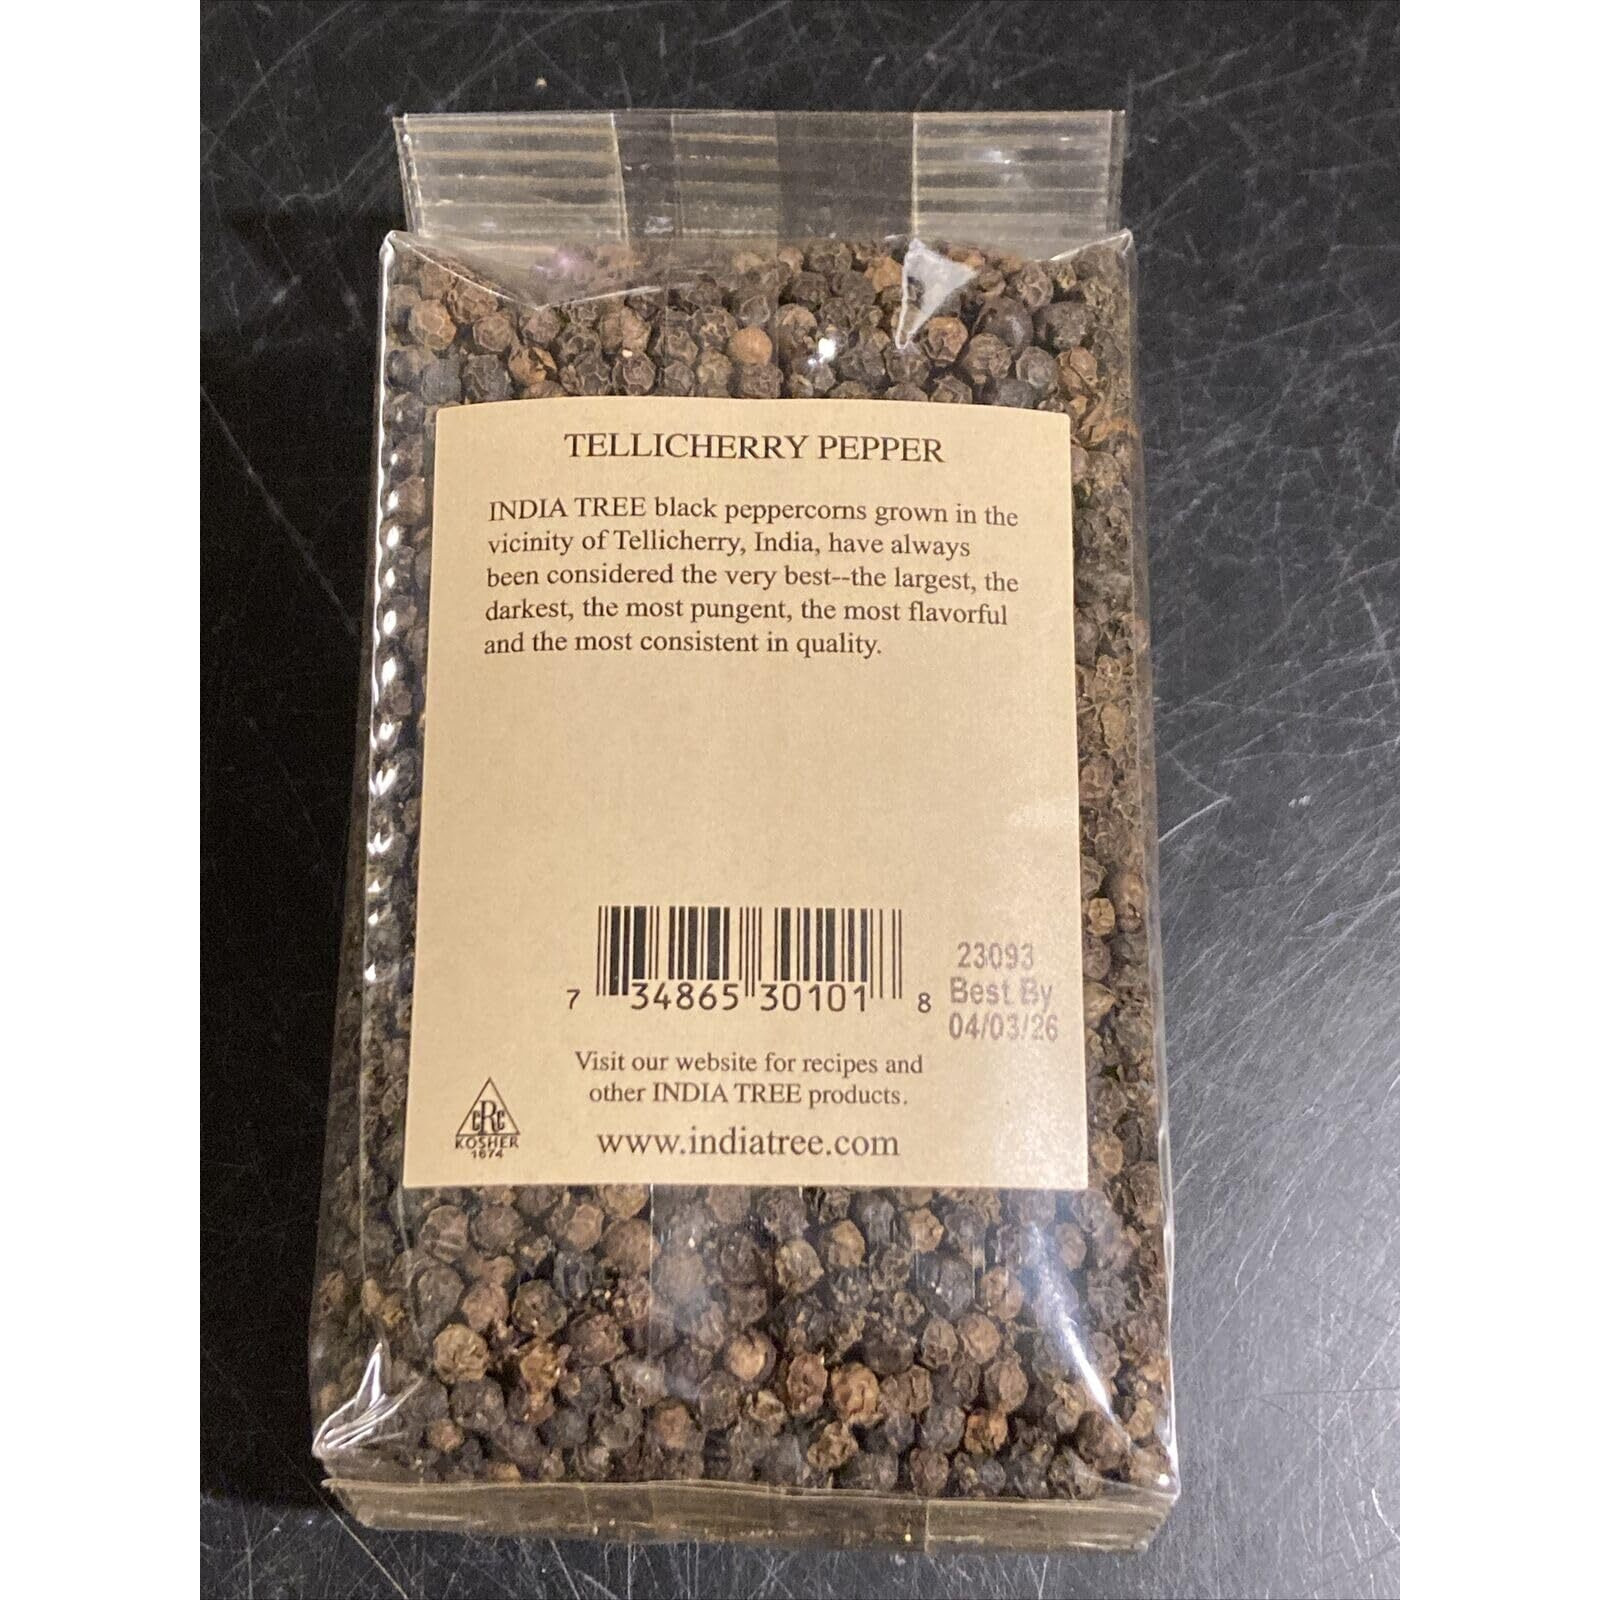 TELLICHERRY PEPPER
INDIA TREE black peppercorns grown in the
vicinity of Tellicherry, India, have always
been considered the very best--the largest, the
darkest, the most pungent, the most flavorful
and the most consistent in quality.
7 34865 30101 8
23093
Best By
04/03/26
Visit our website for recipes and
other INDIA TREE products.
www.indiatree.com
cRc
KOSHER
1674